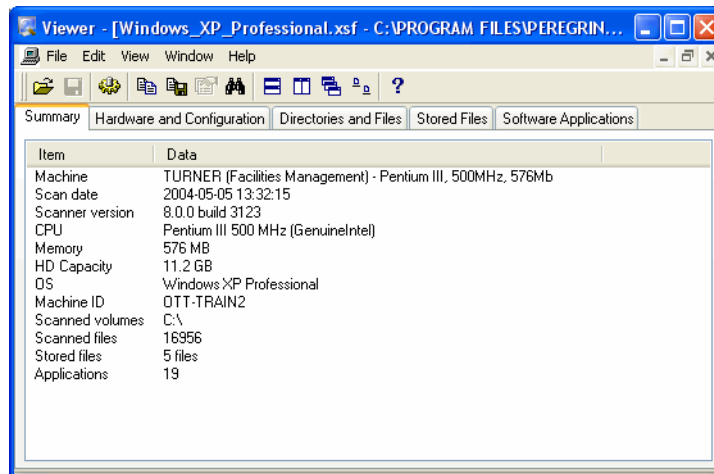 Viewer - [Windows_XP_Professional.xsf - C:\PROGRAM FILES\PEREGRIN...
File Edit View Window Help
Summary Hardware and Configuration Directories and Files Stored Files Software Applications
Item Data
Machine TURNER (Facilities Management) - Pentium III, 500MHz, 576Mb
Scan date 2004-05-05 13:32:15
Scanner version 8.0.0 build 3123
CPU Pentium III 500 MHz (GenuineIntel)
Memory 576 MB
HD Capacity 11.2 GB
OS Windows XP Professional
Machine ID OTT-TRAIN2
Scanned volumes C:\
Scanned files 16956
Stored files 5 files
Applications 19